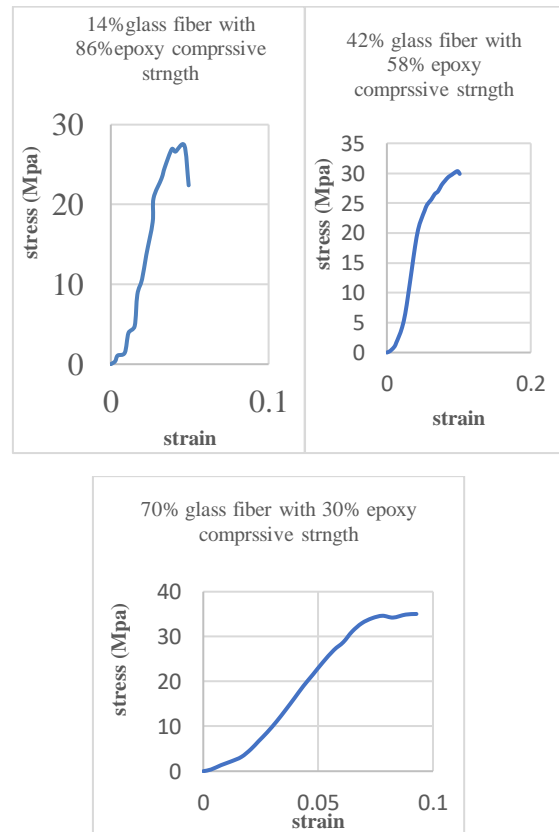 14%glass fiber with
86%epoxy comprssive
strngth
30
20
10
0
stress (Mpa)
0
0.1
strain
42% glass fiber with
58% epoxy
comprssive strngth
35
30
25
20
15
10
5
0
stress (Mpa)
0
0.2
strain
70% glass fiber with 30% epoxy
comprssive strngth
40
30
20
10
0
stress (Mpa)
0
0.05
0.1
strain